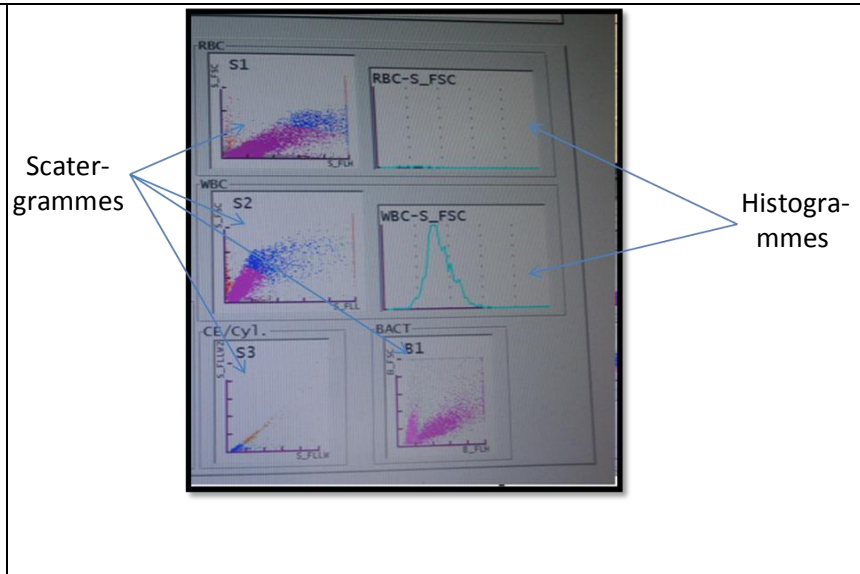 RBC
S1
S_FSC
S_FLH
RBC-S_FSC
WBC
S2
S_FSC
S_FLL
WBC-S_FSC
CE/Cyl.
S3
S_FLLW2
S_FLLW
BACT
B1
B_FSC
B_FLH
Scater-
grammes
Histogra-
mmes